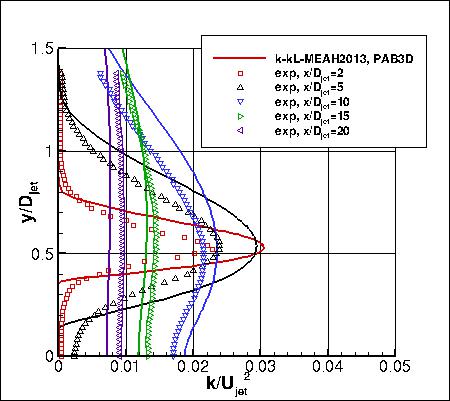 1.5
k-kL-MEAH2013, PAB3D
exp, x/Djet=2
exp, x/Djet=5
exp, x/Djet=10
exp, x/Djet=15
exp, x/Djet=20
1
y/Djet
0.5
0
0 0.01 0.02 0.03 0.04 0.05
k/Ujet²